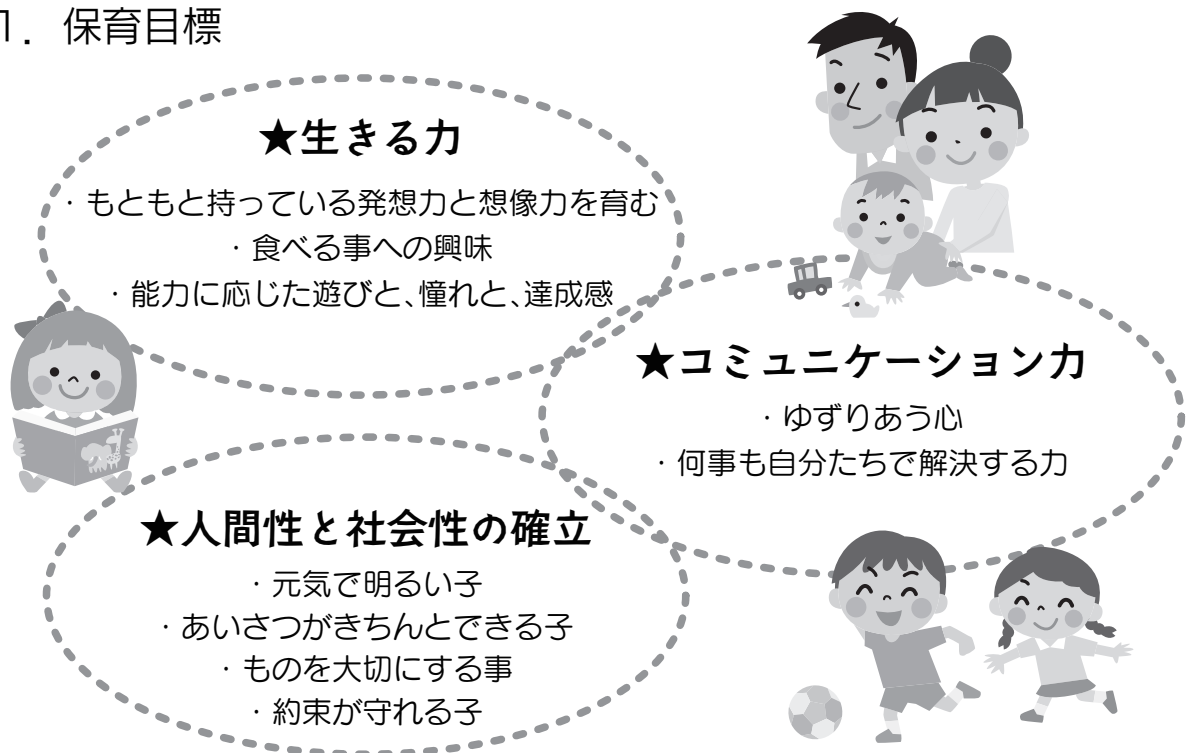 1. 保育目標
★生きる力
・もともと持っている発想力と想像力を育む
・食べる事への興味
・能力に応じた遊びと、憧れと、達成感
★コミュニケーション力
・ゆずりあう心
・何事も自分たちで解決する力
★人間性と社会性の確立
・元気で明るい子
・あいさつがきちんとできる子
・ものを大切にする事
・約束が守れる子